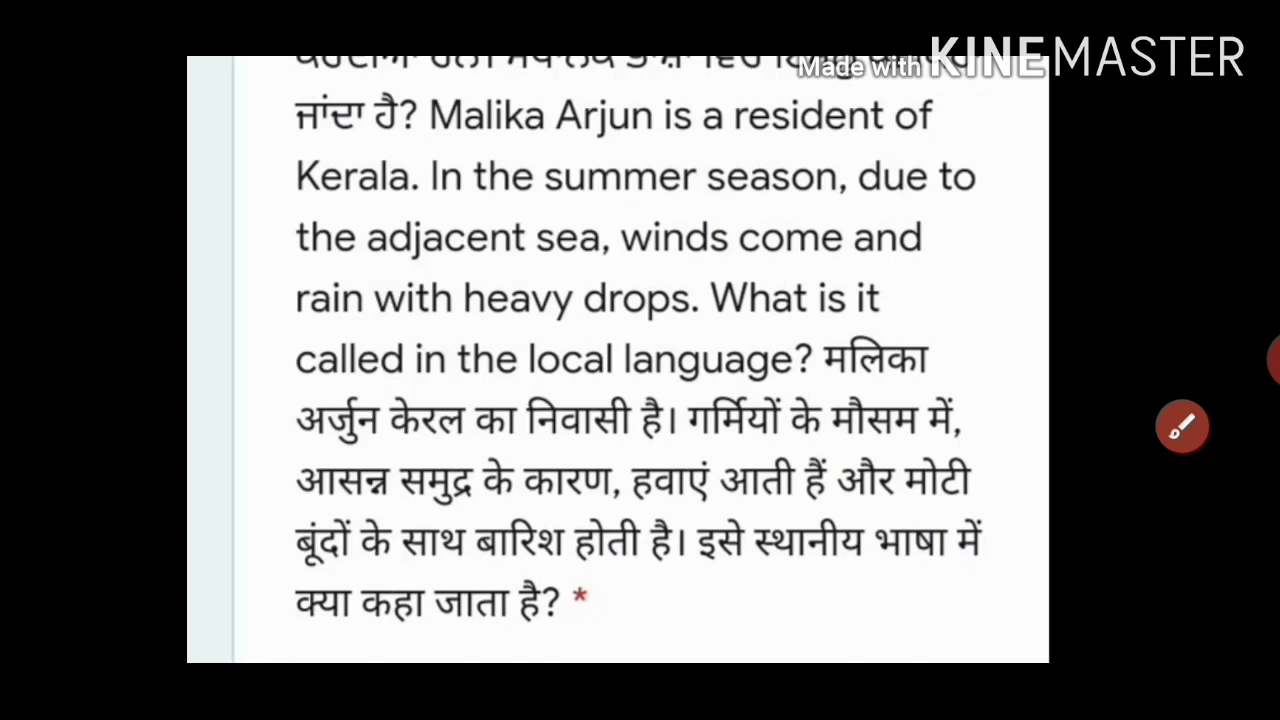 Made with KINEMASTER
ਜਾਂਦਾ ਹੈ? Malika Arjun is a resident of
Kerala. In the summer season, due to
the adjacent sea, winds come and
rain with heavy drops. What is it
called in the local language? मलिका
अर्जुन केरल का निवासी है। गर्मियों के मौसम में,
आसन्न समुद्र के कारण, हवाएं आती हैं और मोटी
बूंदों के साथ बारिश होती है। इसे स्थानीय भाषा में
क्या कहा जाता है? *